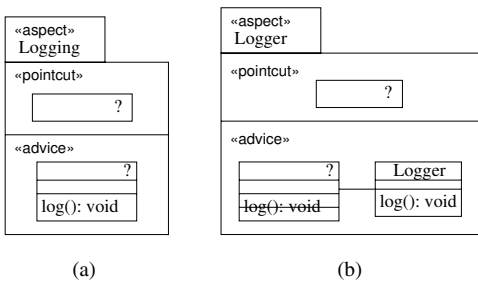 «aspect»
Logging
«pointcut»
?
«advice»
?
log(): void
(a)
«aspect»
Logger
«pointcut»
?
«advice»
?
log(): void
Logger
log(): void
(b)